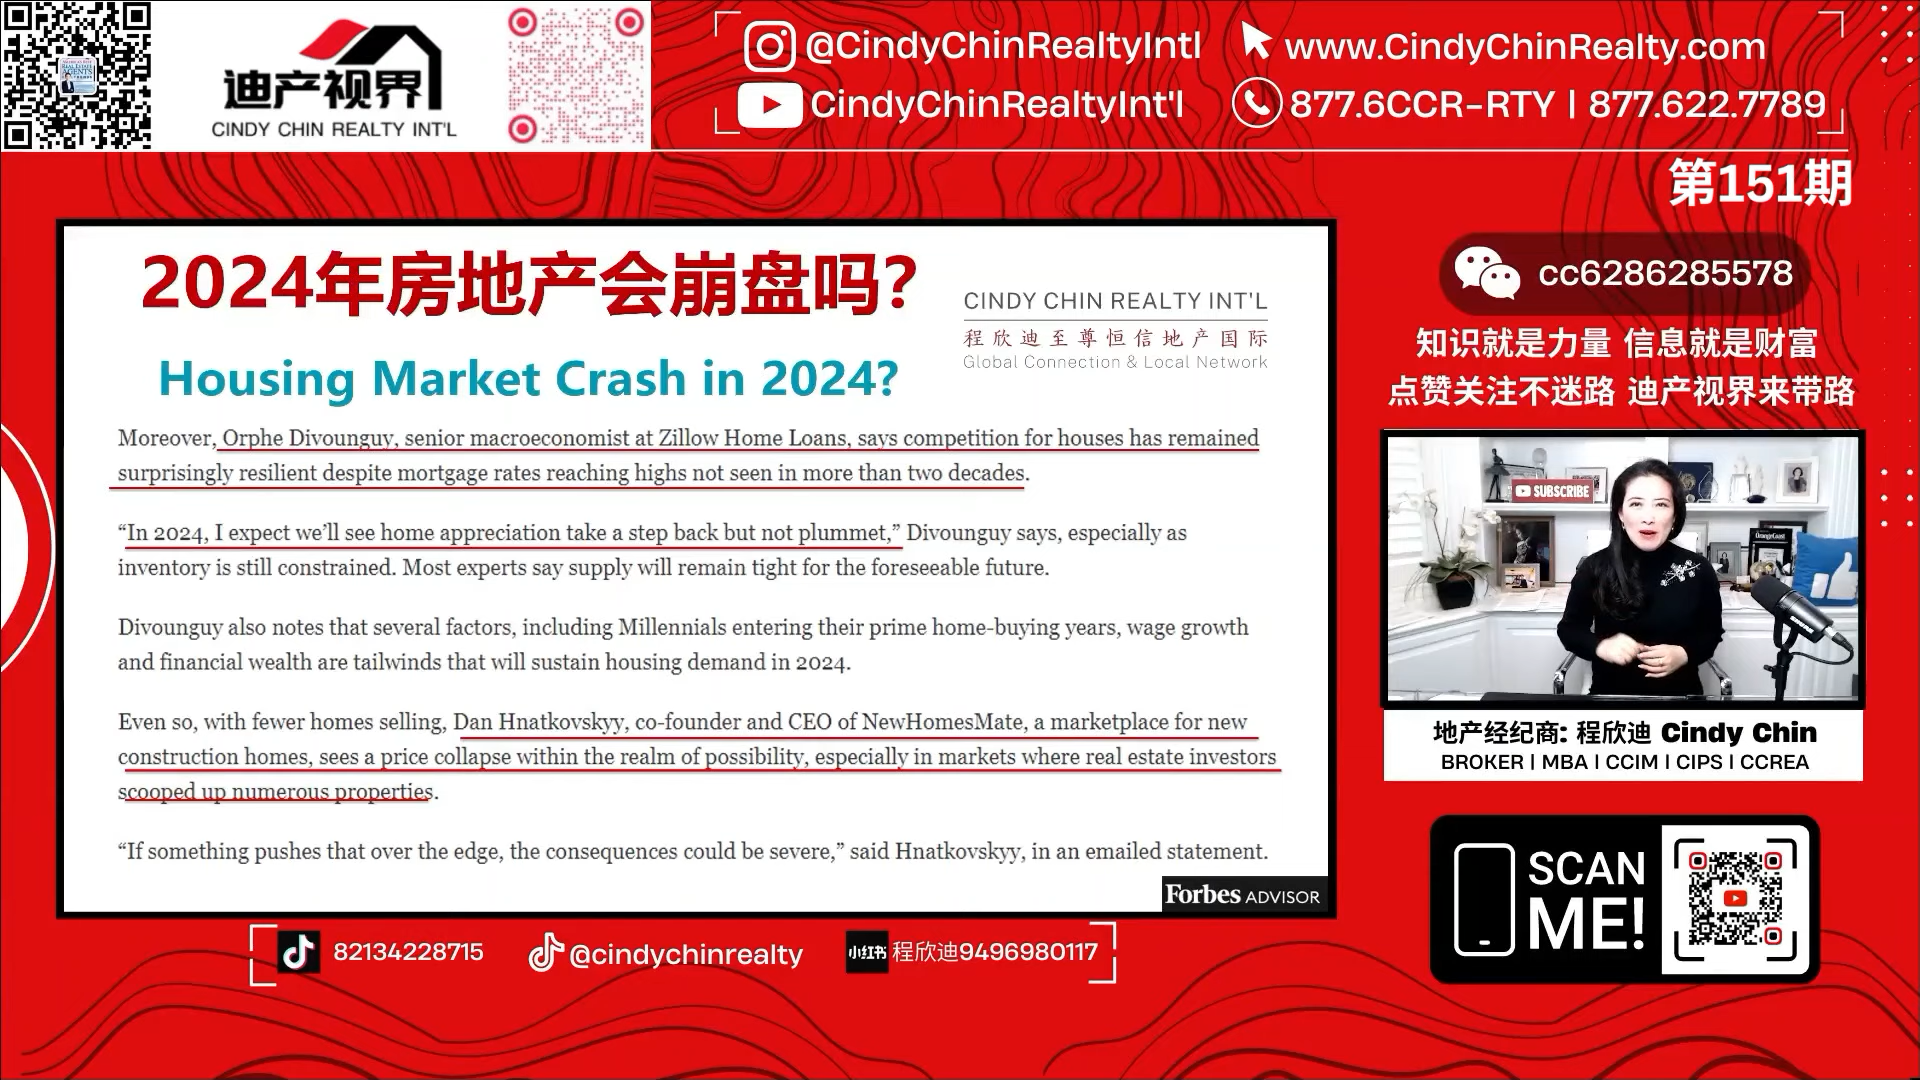 迪产视界
CINDY CHIN REALTY INT'L
@CindyChinRealtyIntl
www.CindyChinRealty.com
CindyChinRealtyInt'l
877.6CCR-RTY | 877.622.7789
第151期
2024年房地产会崩盘吗?
Housing Market Crash in 2024?
CINDY CHIN REALTY INT'L
程欣迪至尊恒信地产国际
Global Connection & Local Network
Moreover, Orphe Divounguy, senior macroeconomist at Zillow Home Loans, says competition for houses has remained
surprisingly resilient despite mortgage rates reaching highs not seen in more than two decades.
“In 2024, I expect we’ll see home appreciation take a step back but not plummet,” Divounguy says, especially as
inventory is still constrained. Most experts say supply will remain tight for the foreseeable future.
Divounguy also notes that several factors, including Millennials entering their prime home-buying years, wage growth
and financial wealth are tailwinds that will sustain housing demand in 2024.
Even so, with fewer homes selling, Dan Hnatkovskyy, co-founder and CEO of NewHomesMate, a marketplace for new
construction homes, sees a price collapse within the realm of possibility, especially in markets where real estate investors
scooped up numerous properties.
“If something pushes that over the edge, the consequences could be severe,” said Hnatkovskyy, in an emailed statement.
Forbes ADVISOR
cc6286285578
知识就是力量 信息就是财富
点赞关注不迷路 迪产视界来带路
SUBSCRIBE
地产经纪商: 程欣迪 Cindy Chin
BROKER | MBA | CCIM | CIPS | CCREA
SCAN
ME!
82134228715
@cindychinrealty
小红书 程欣迪9496980117